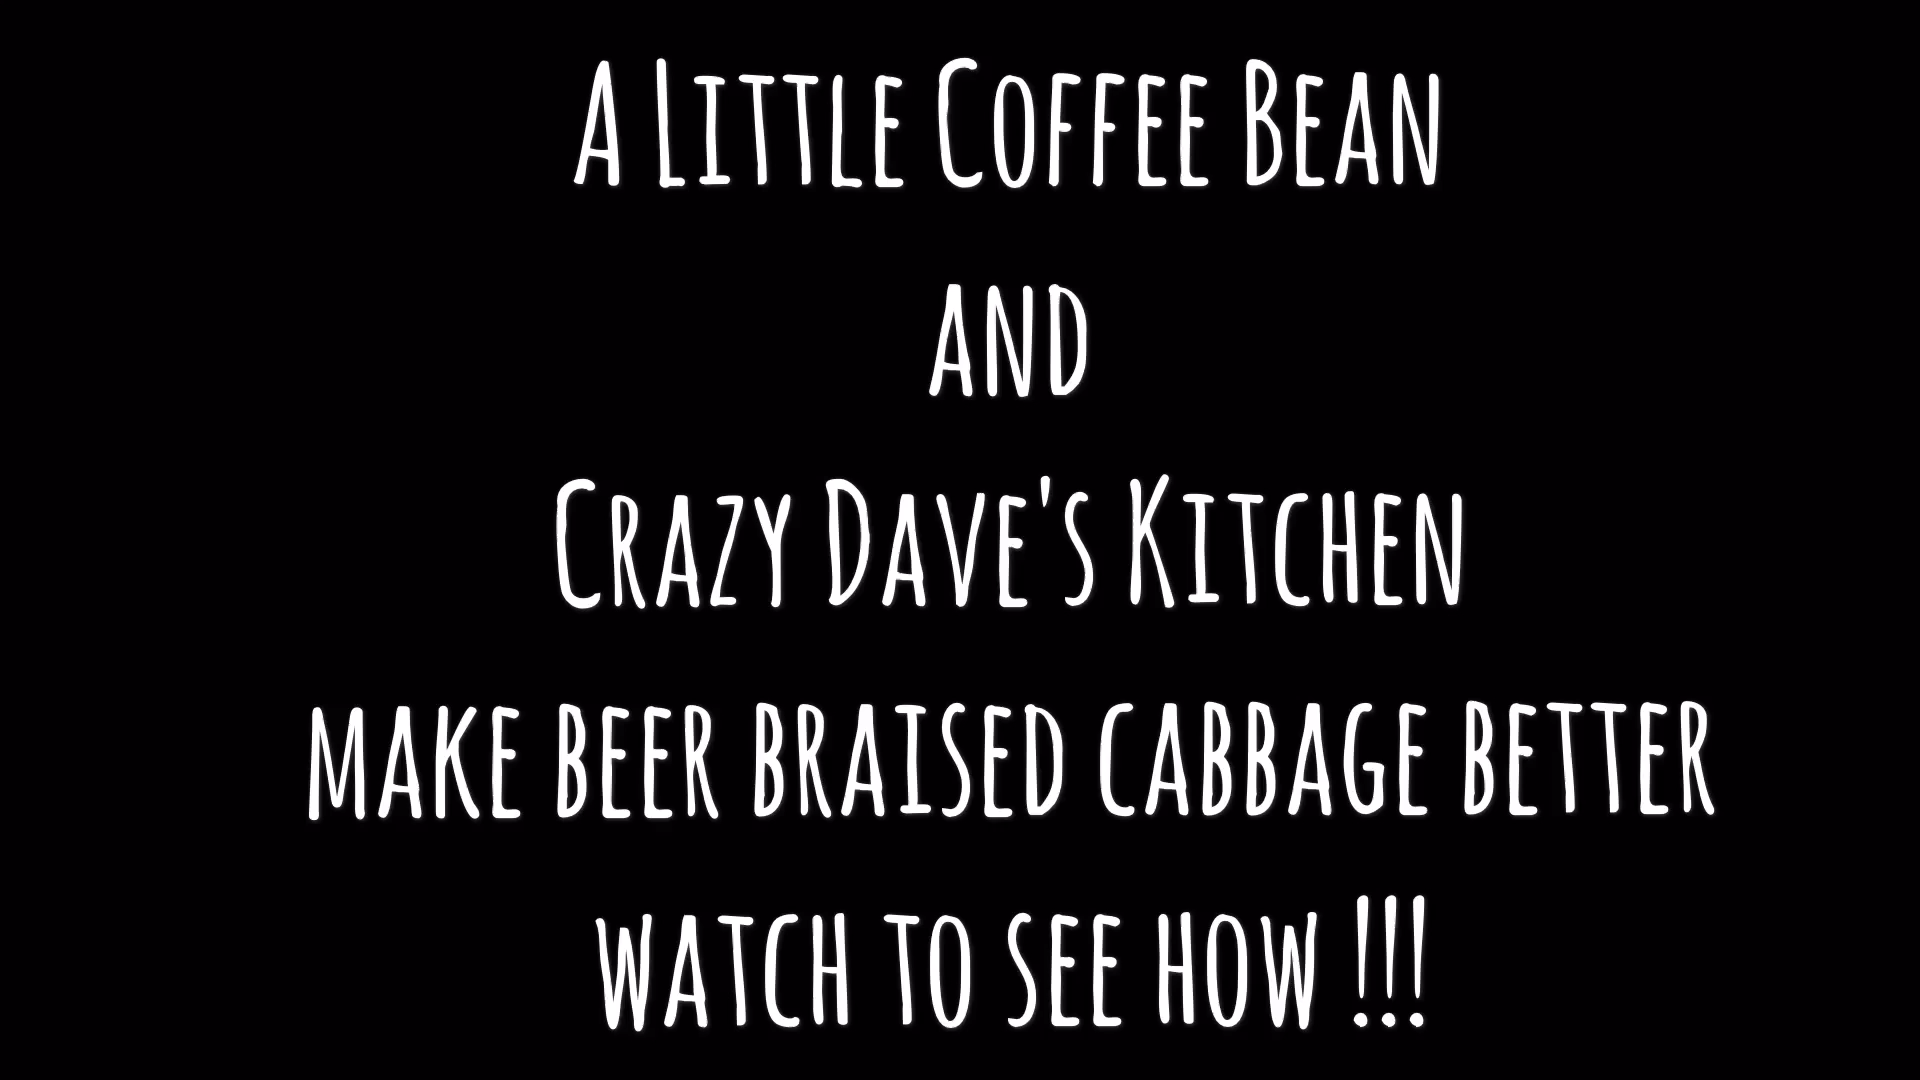 A Little Coffee Bean
and
Crazy Dave's Kitchen
make beer braised cabbage better
watch to see how !!!